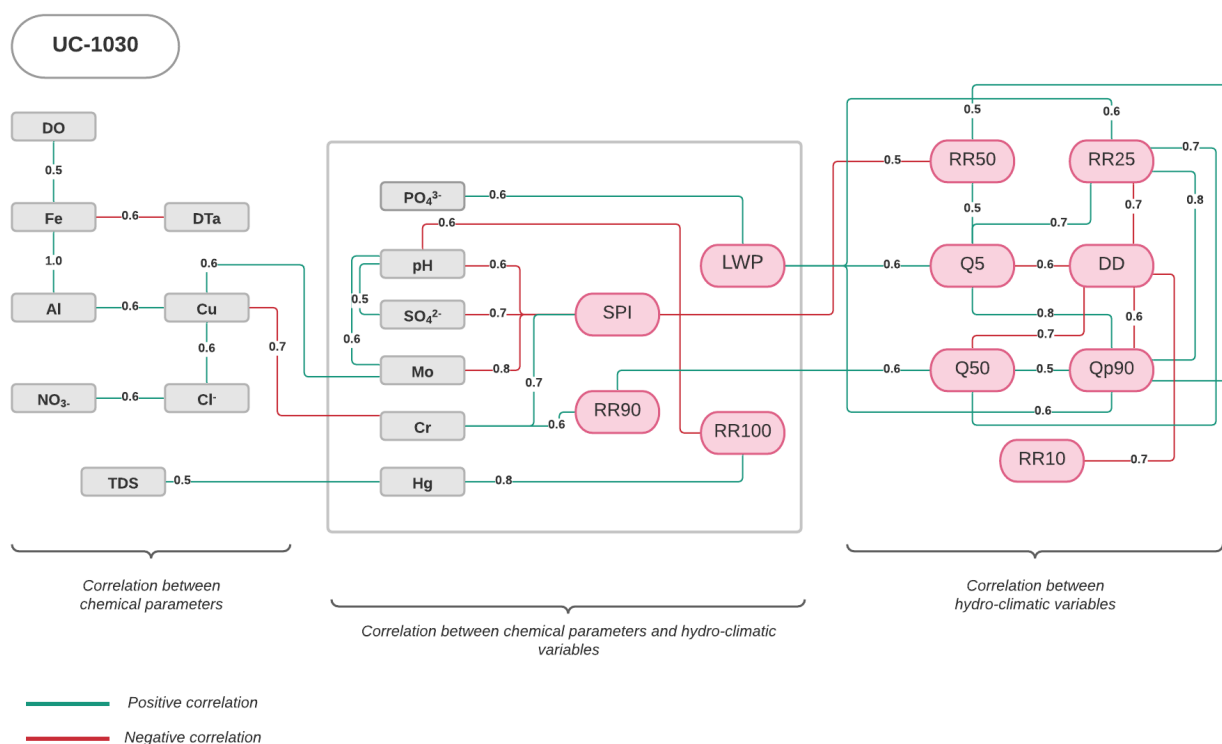 UC-1030
DO
0.5
Fe
0.6
DTa
1.0
Al
0.6
Cu
0.6
0.6
0.7
NO₃-
0.6
Cl⁻
TDS
0.5
PO₄³⁻
0.6
0.6
pH
0.6
LWP
0.5
SO₄²⁻
0.7
SPI
0.6
Mo
0.8
0.7
Cr
0.6
RR90
RR100
Hg
0.8
0.5
0.6
0.5
RR50
RR25
0.7
0.5
0.7
0.7
0.8
0.6
Q5
0.6
DD
0.8
0.7
0.6
0.6
Q50
0.5
Qp90
0.6
RR10
0.7
Correlation between
chemical parameters
Correlation between chemical parameters and hydro-climatic
variables
Correlation between
hydro-climatic variables
Positive correlation
Negative correlation